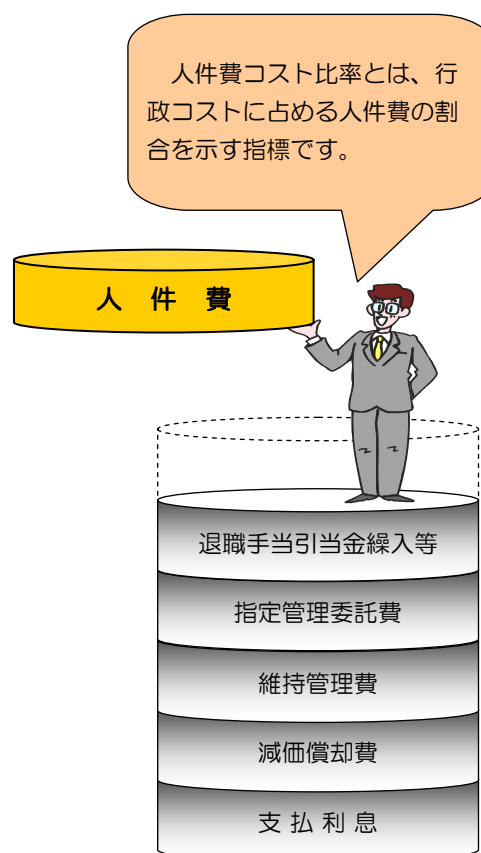 人件費コスト比率とは、行
政コストに占める人件費の割
合を示す指標です。
人 件 費
退職手当引当金繰入等
指定管理委託費
維持管理費
減価償却費
支 払 利 息